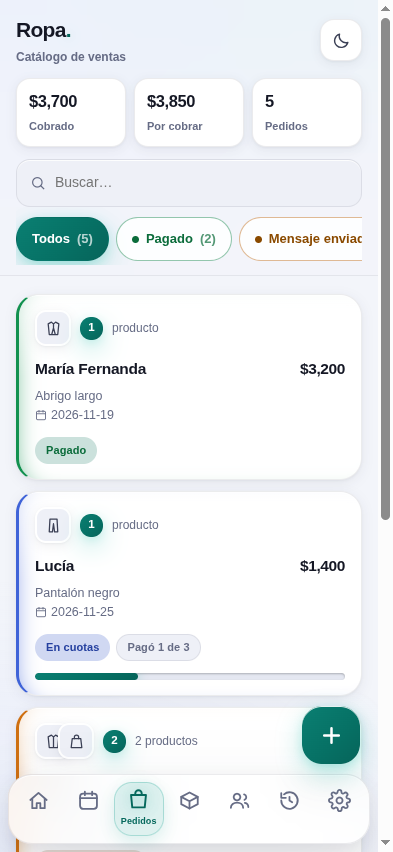 Ropa.
Catálogo de ventas
$3,700
Cobrado
$3,850
Por cobrar
5
Pedidos
Buscar…
Todos (5)
Pagado (2)
Mensaje enviad
1 producto
María Fernanda $3,200
Abrigo largo
2026-11-19
Pagado
1 producto
Lucía $1,400
Pantalón negro
2026-11-25
En cuotas
Pagó 1 de 3
2 2 productos
+
Pedidos